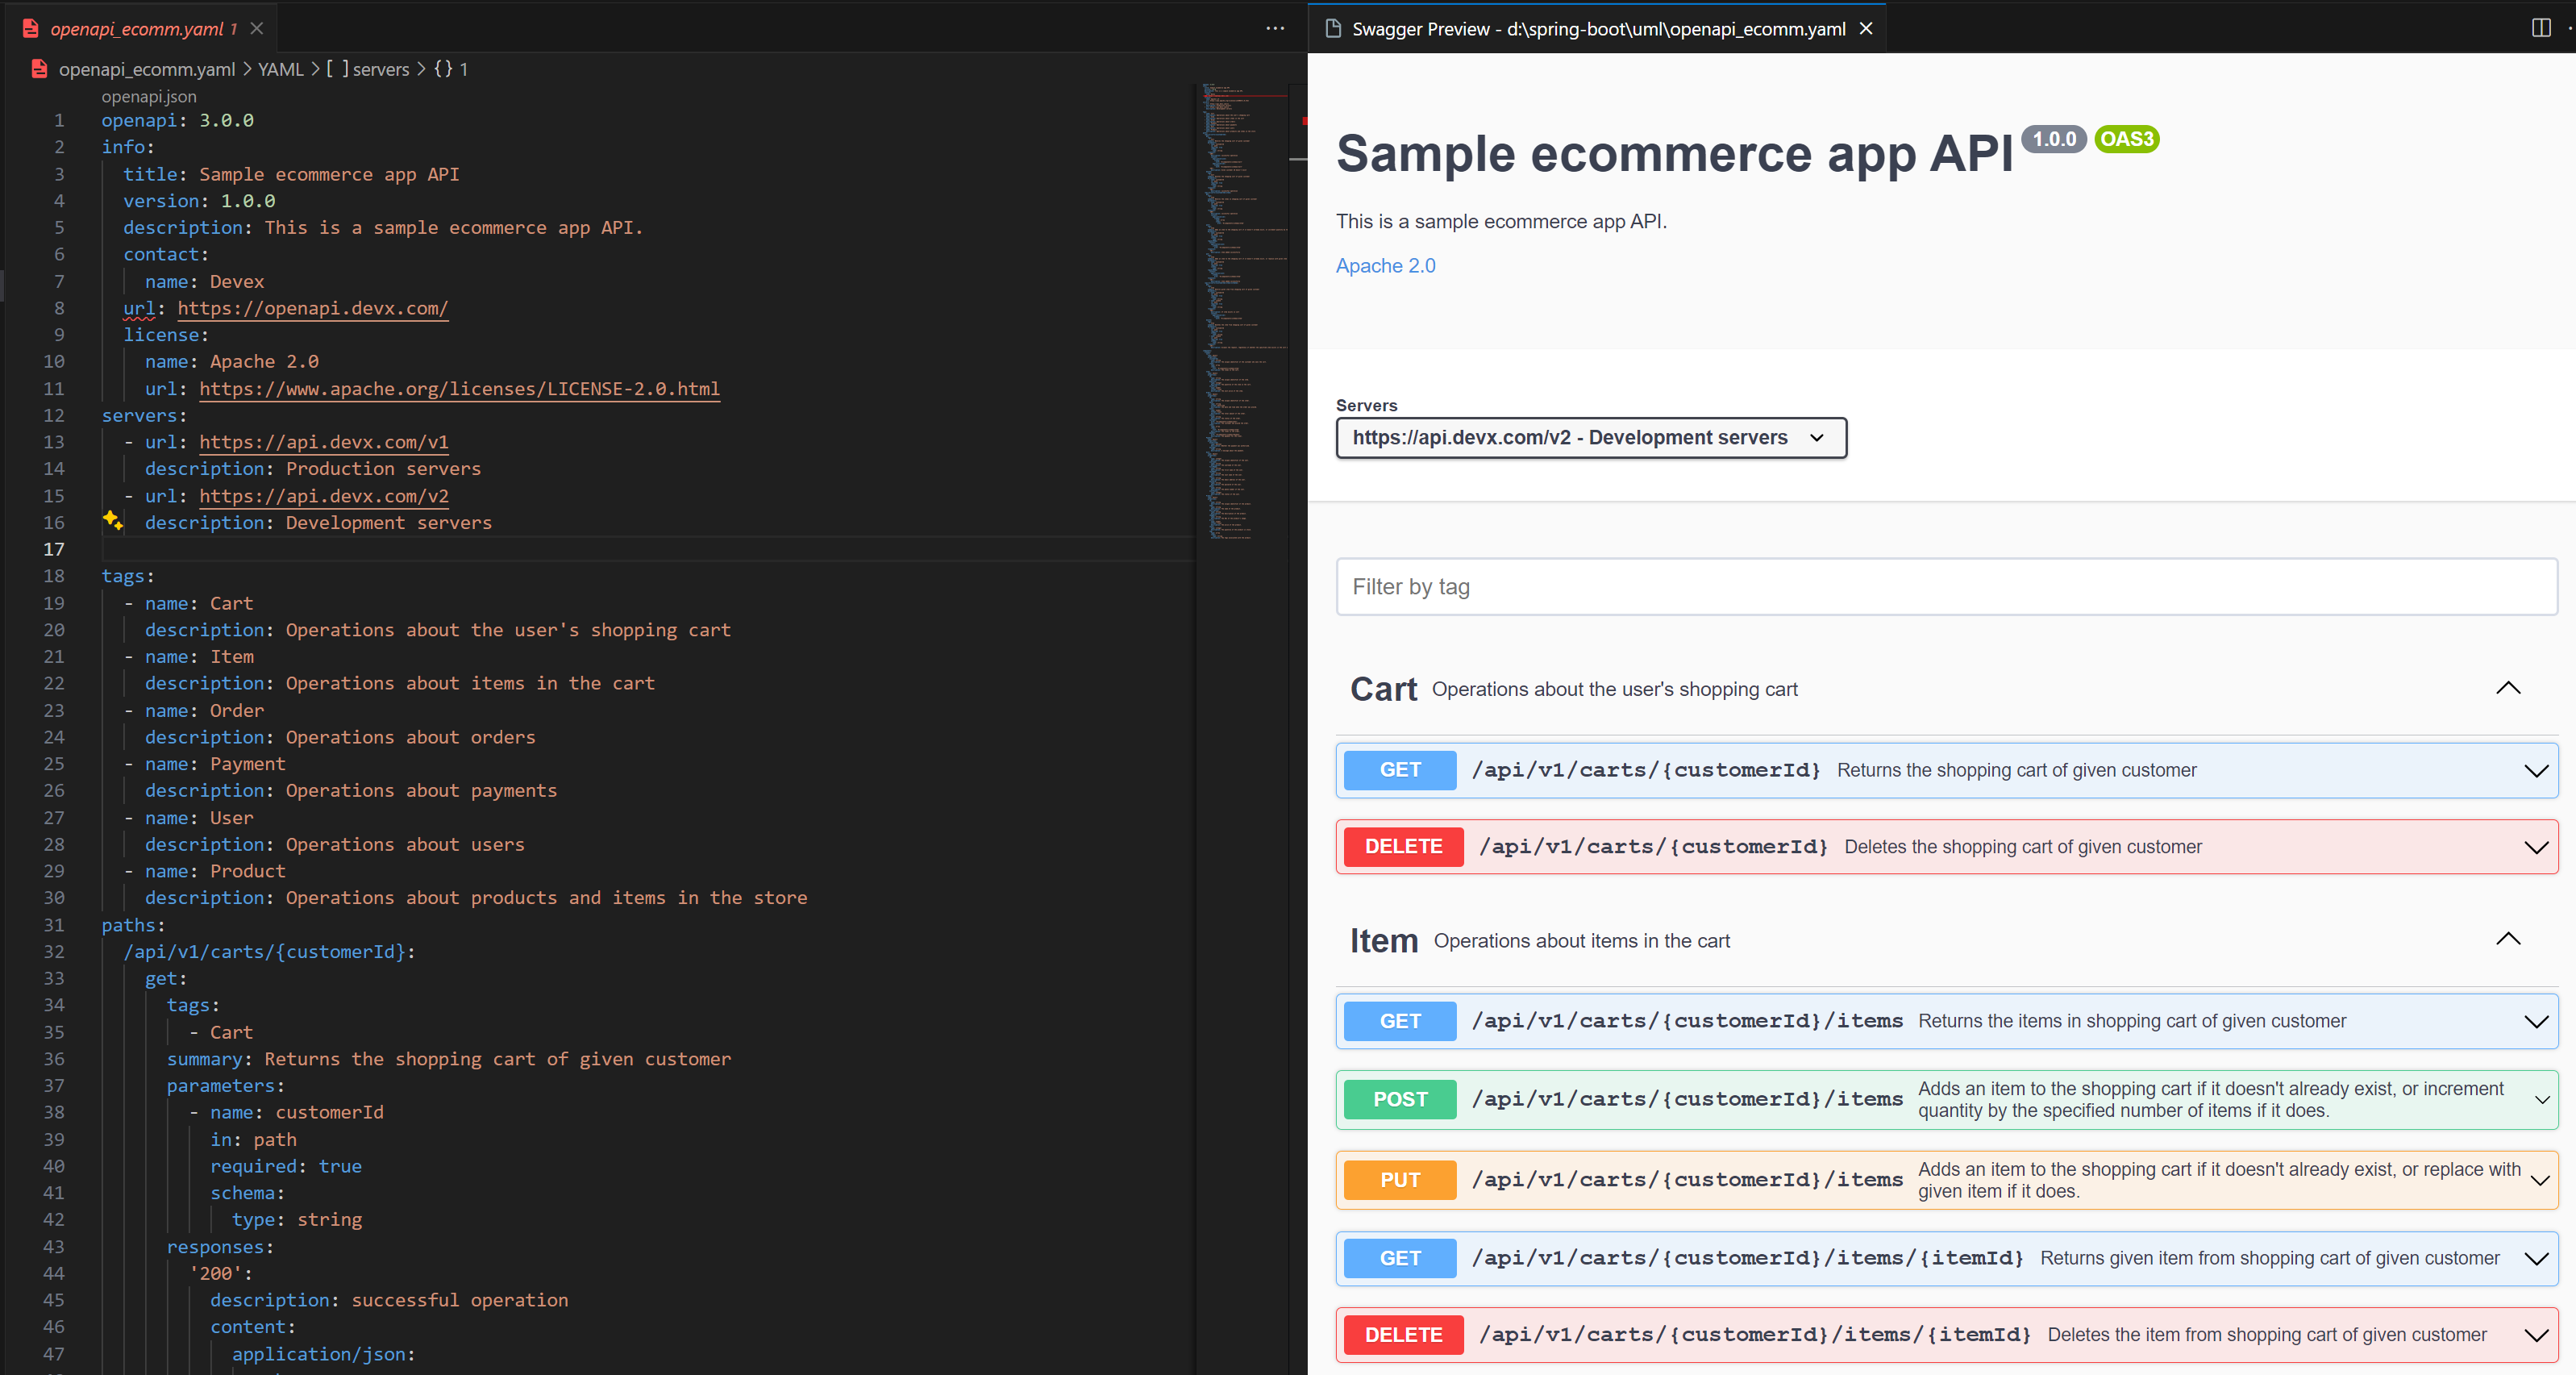 openapi_ecomm.yaml 1
openapi_ecomm.yaml > YAML > [ ] servers > {} 1
openapi.json
1 openapi: 3.0.0
2 info:
3 title: Sample ecommerce app API
4 version: 1.0.0
5 description: This is a sample ecommerce app API.
6 contact:
7 name: Devex
8 url: https://openapi.devx.com/
9 license:
10 name: Apache 2.0
11 url: https://www.apache.org/licenses/LICENSE-2.0.html
12 servers:
13 - url: https://api.devx.com/v1
14 description: Production servers
15 - url: https://api.devx.com/v2
16 description: Development servers
17
18 tags:
19 - name: Cart
20 description: Operations about the user's shopping cart
21 - name: Item
22 description: Operations about items in the cart
23 - name: Order
24 description: Operations about orders
25 - name: Payment
26 description: Operations about payments
27 - name: User
28 description: Operations about users
29 - name: Product
30 description: Operations about products and items in the store
31 paths:
32 /api/v1/carts/{customerId}:
33 get:
34 tags:
35 - Cart
36 summary: Returns the shopping cart of given customer
37 parameters:
38 - name: customerId
39 in: path
40 required: true
41 schema:
42 type: string
43 responses:
44 '200':
45 description: successful operation
46 content:
47 application/json:
Swagger Preview - d:\spring-boot\uml\openapi_ecomm.yaml
Sample ecommerce app API 1.0.0 OAS3
This is a sample ecommerce app API.
Apache 2.0
Servers
https://api.devx.com/v2 - Development servers
Filter by tag
Cart Operations about the user's shopping cart
GET /api/v1/carts/{customerId} Returns the shopping cart of given customer
DELETE /api/v1/carts/{customerId} Deletes the shopping cart of given customer
Item Operations about items in the cart
GET /api/v1/carts/{customerId}/items Returns the items in shopping cart of given customer
POST /api/v1/carts/{customerId}/items Adds an item to the shopping cart if it doesn't already exist, or increment
quantity by the specified number of items if it does.
PUT /api/v1/carts/{customerId}/items Adds an item to the shopping cart if it doesn't already exist, or replace with
given item if it does.
GET /api/v1/carts/{customerId}/items/{itemId} Returns given item from shopping cart of given customer
DELETE /api/v1/carts/{customerId}/items/{itemId} Deletes the item from shopping cart of given customer